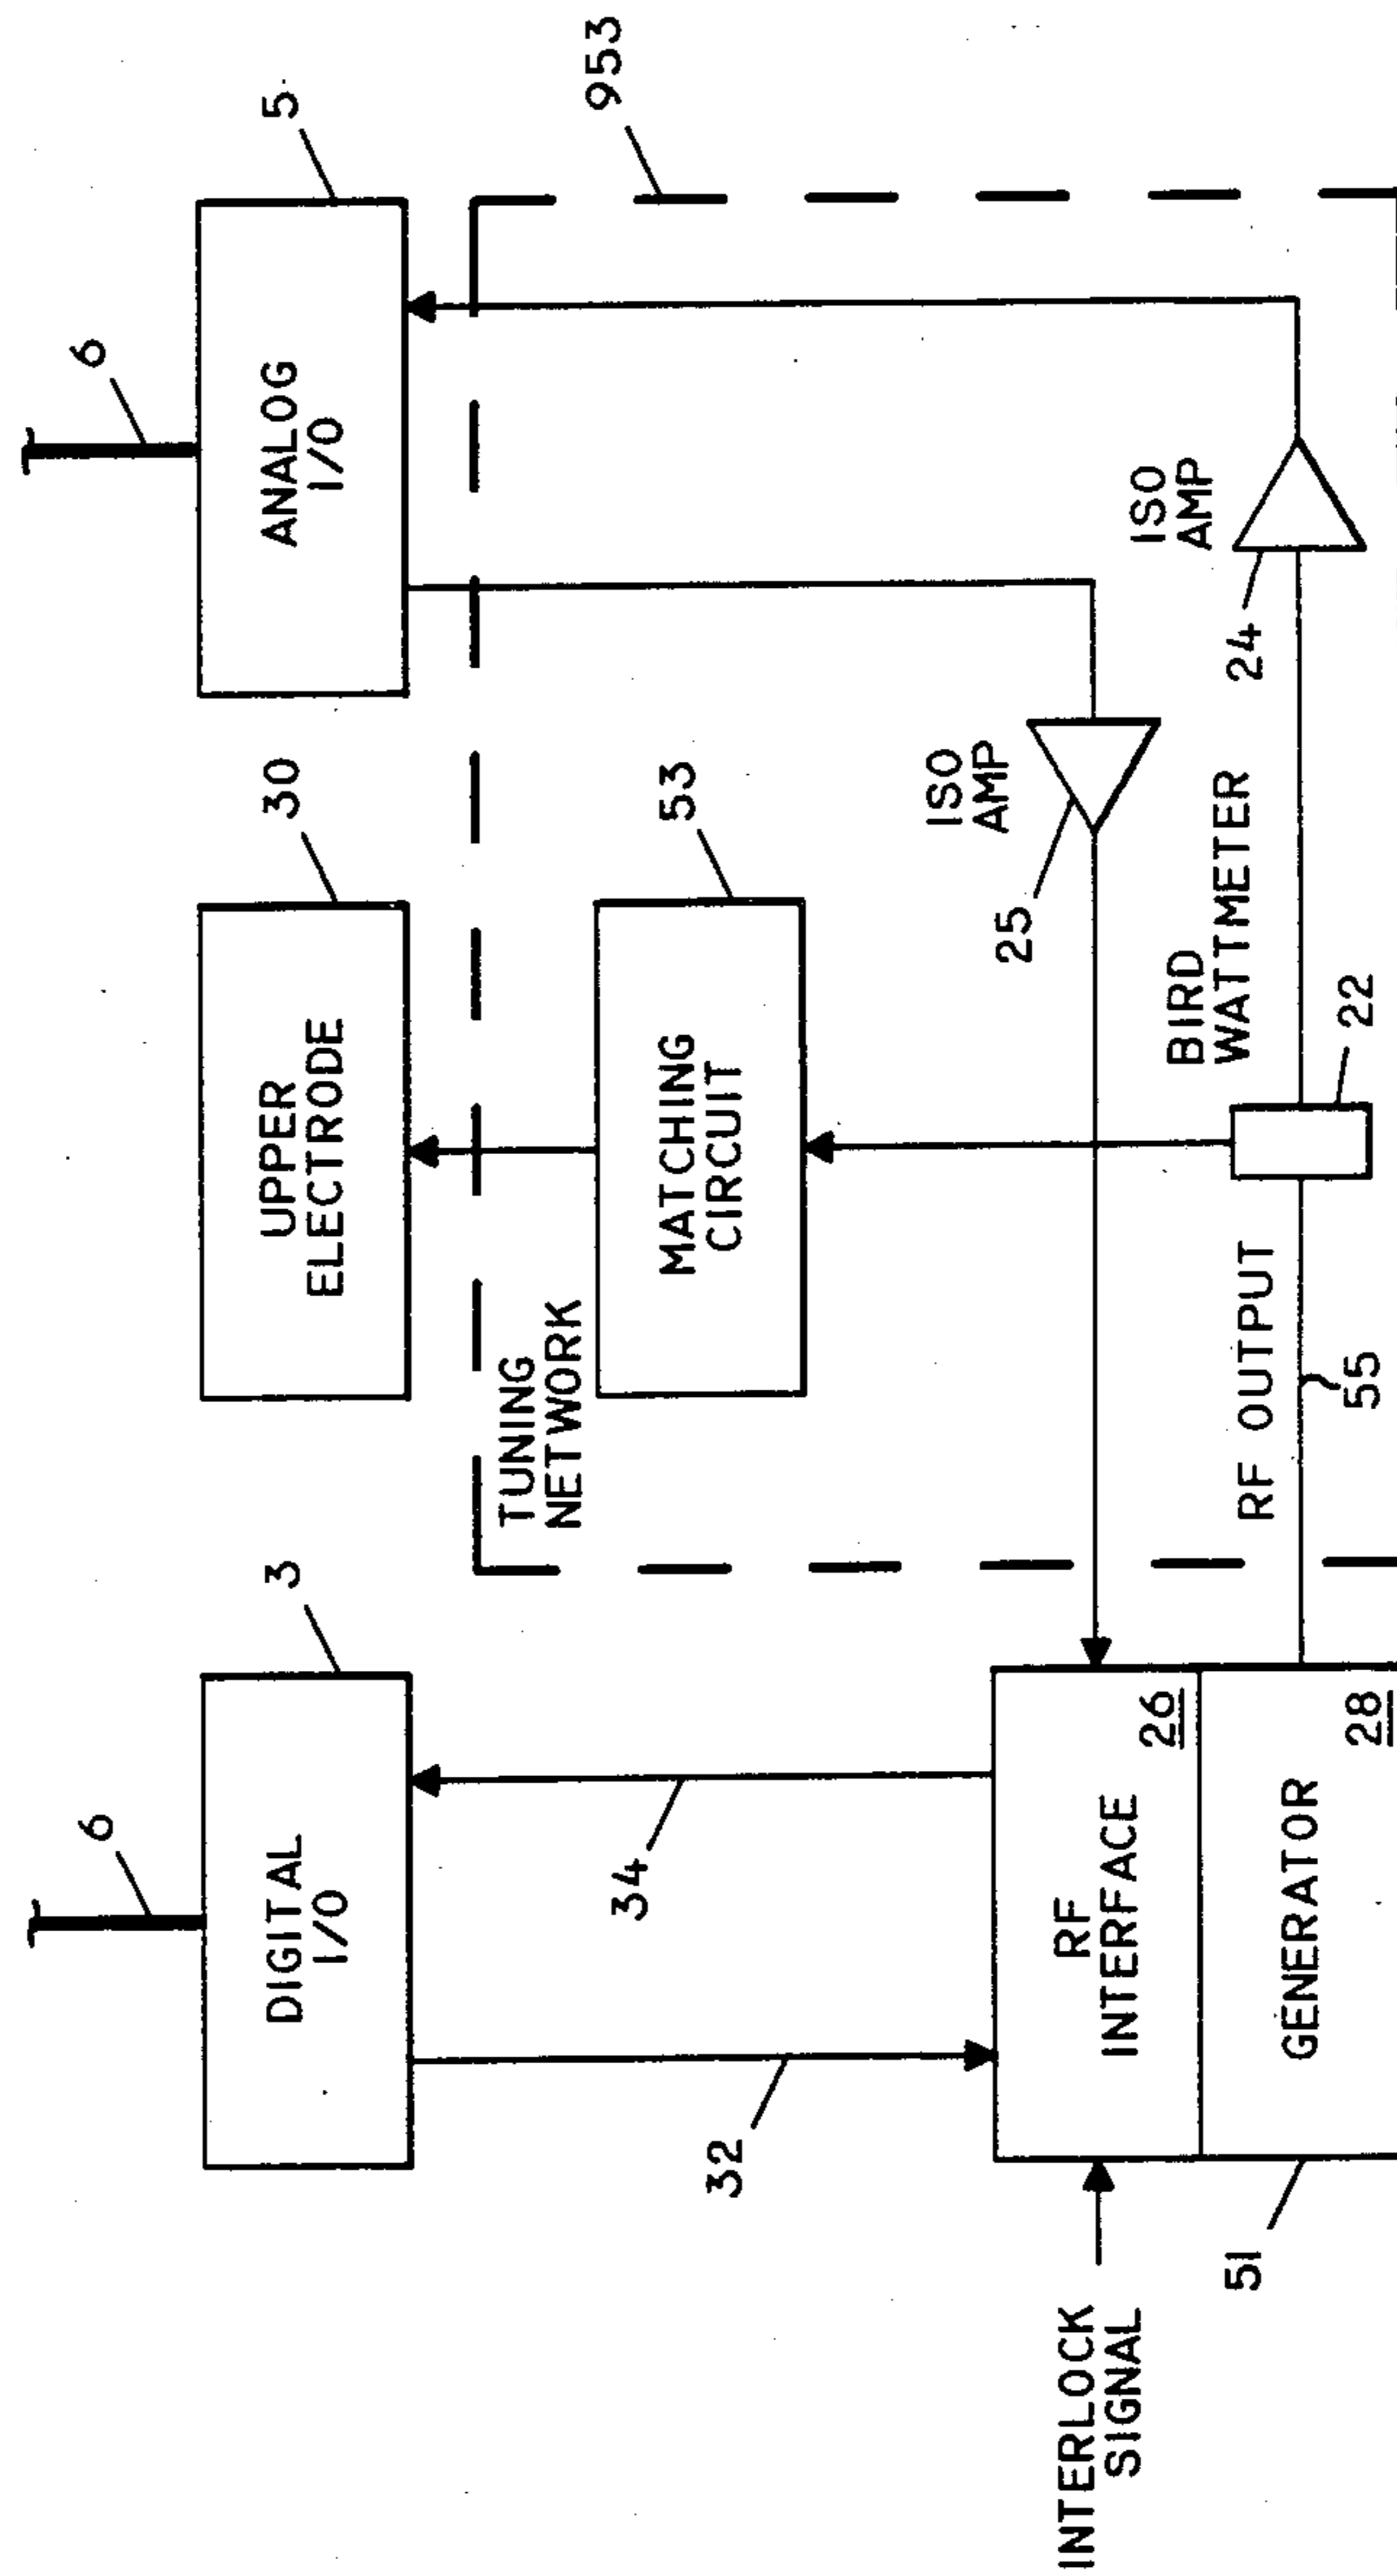 6
6
3
30
5
DIGITAL
I/O
UPPER
ELECTRODE
ANALOG
I/O
953
TUNING
NETWORK
34
32
MATCHING
CIRCUIT
53
ISO
AMP
25
INTERLOCK
SIGNAL
RF
INTERFACE
26
51
GENERATOR
28
RF OUTPUT
55
BIRD
WATTMETER
22
ISO
AMP
24